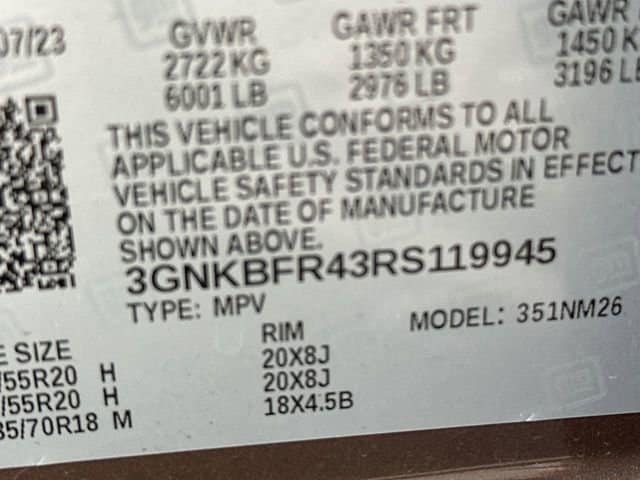 07/23 GVWR GAWR FRT GAWR
2722 KG 1350 KG 1450 K
6001 LB 2976 LB 3196 LB
THIS VEHICLE CONFORMS TO ALL
APPLICABLE U.S. FEDERAL MOTOR
VEHICLE SAFETY STANDARDS IN EFFECT
ON THE DATE OF MANUFACTURE
SHOWN ABOVE.
3GNKBFR43RS119945
TYPE: MPV MODEL: 351NM26
E SIZE RIM
/55R20 H 20X8J
/55R20 H 20X8J
35/70R18 M 18X4.5B